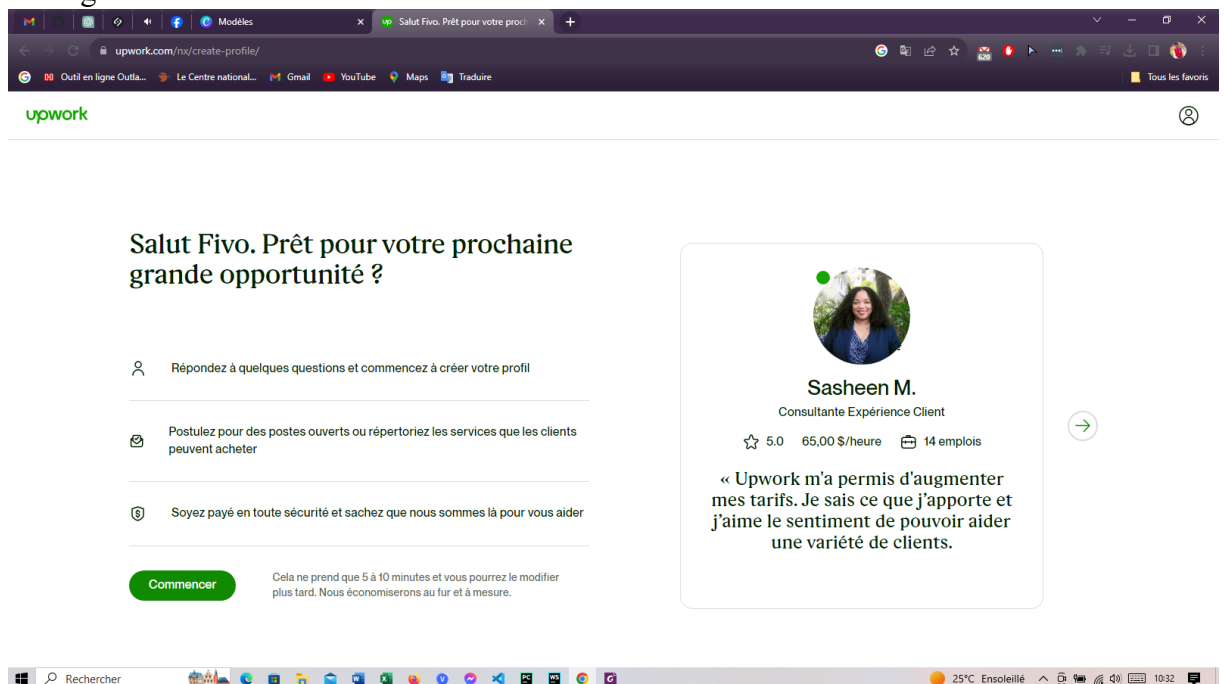 Modèles
Salut Fivo. Prêt pour votre proch
upwork.com/nx/create-profile/
620
Outil en ligne Outla...
Le Centre national...
Gmail
YouTube
Maps
Traduire
Tous les favoris
upwork
Salut Fivo. Prêt pour votre prochaine
grande opportunité ?
Répondez à quelques questions et commencez à créer votre profil
Postulez pour des postes ouverts ou répertoriez les services que les clients
peuvent acheter
Soyez payé en toute sécurité et sachez que nous sommes là pour vous aider
Commencer
Cela ne prend que 5 à 10 minutes et vous pourrez le modifier
plus tard. Nous économiserons au fur et à mesure.
Sasheen M.
Consultante Expérience Client
5.0 65,00 $/heure 14 emplois
« Upwork m'a permis d'augmenter
mes tarifs. Je sais ce que j'apporte et
j'aime le sentiment de pouvoir aider
une variété de clients.
Rechercher
25°C Ensoleillé
10:32